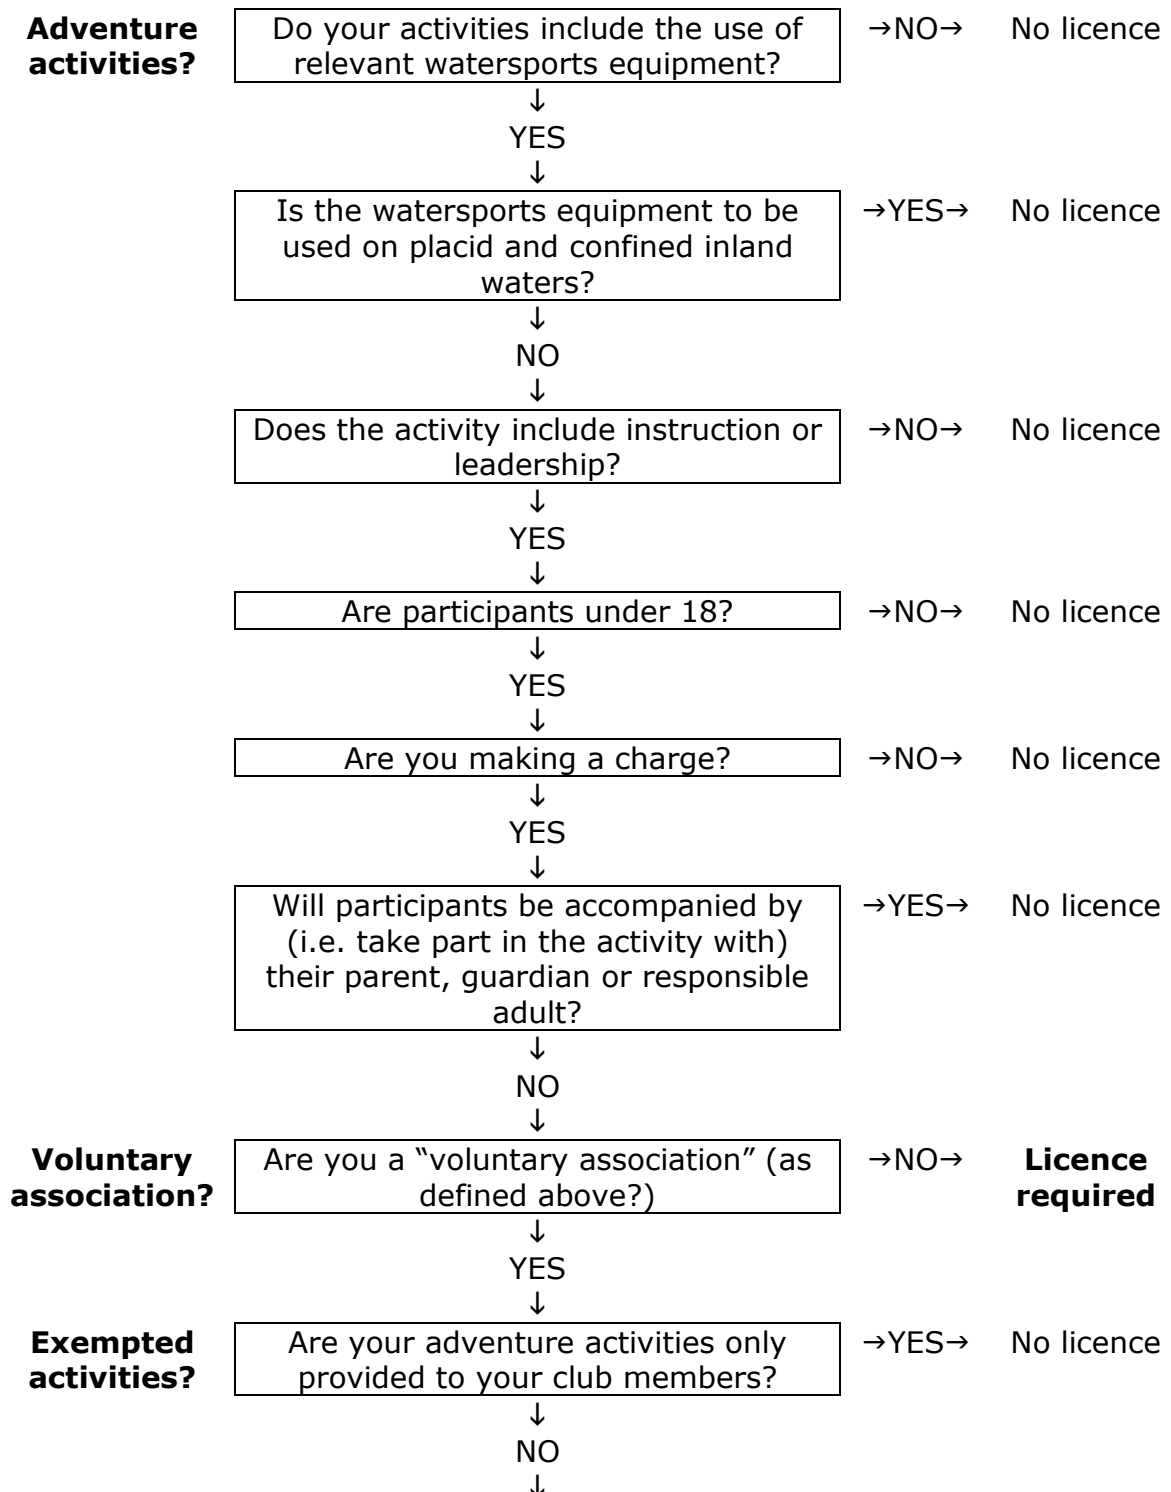 Adventure activities?
Do your activities include the use of
relevant watersports equipment?
→NO→ No licence
↓
YES
↓
Is the watersports equipment to be
used on placid and confined inland
waters?
→YES→ No licence
↓
NO
↓
Does the activity include instruction or
leadership?
→NO→ No licence
↓
YES
↓
Are participants under 18?
→NO→ No licence
↓
YES
↓
Are you making a charge?
→NO→ No licence
↓
YES
↓
Will participants be accompanied by
(i.e. take part in the activity with)
their parent, guardian or responsible
adult?
→YES→ No licence
↓
NO
↓
Voluntary
association?
Are you a “voluntary association” (as
defined above?)
→NO→ Licence
required
↓
YES
↓
Exempted
activities?
Are your adventure activities only
provided to your club members?
→YES→ No licence
↓
NO
↓